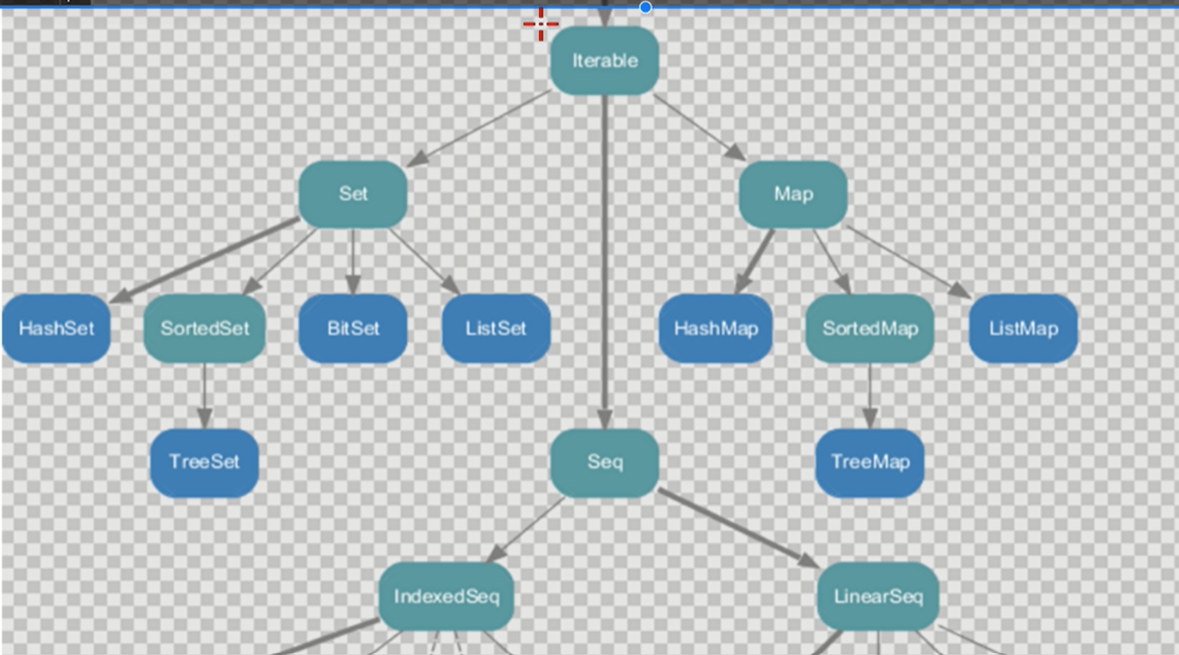 Iterable
Set
Map
HashSet
SortedSet
BitSet
ListSet
HashMap
SortedMap
ListMap
TreeSet
Seq
TreeMap
IndexedSeq
LinearSeq